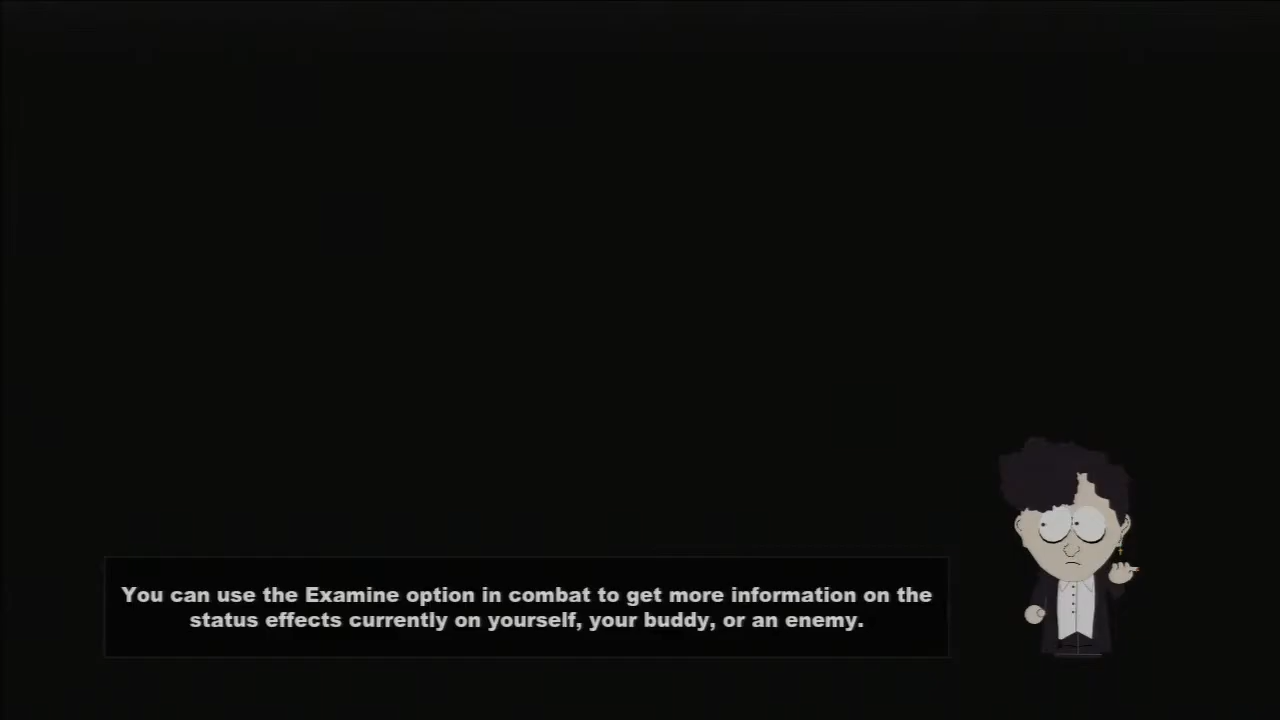 You can use the Examine option in combat to get more information on the
status effects currently on yourself, your buddy, or an enemy.